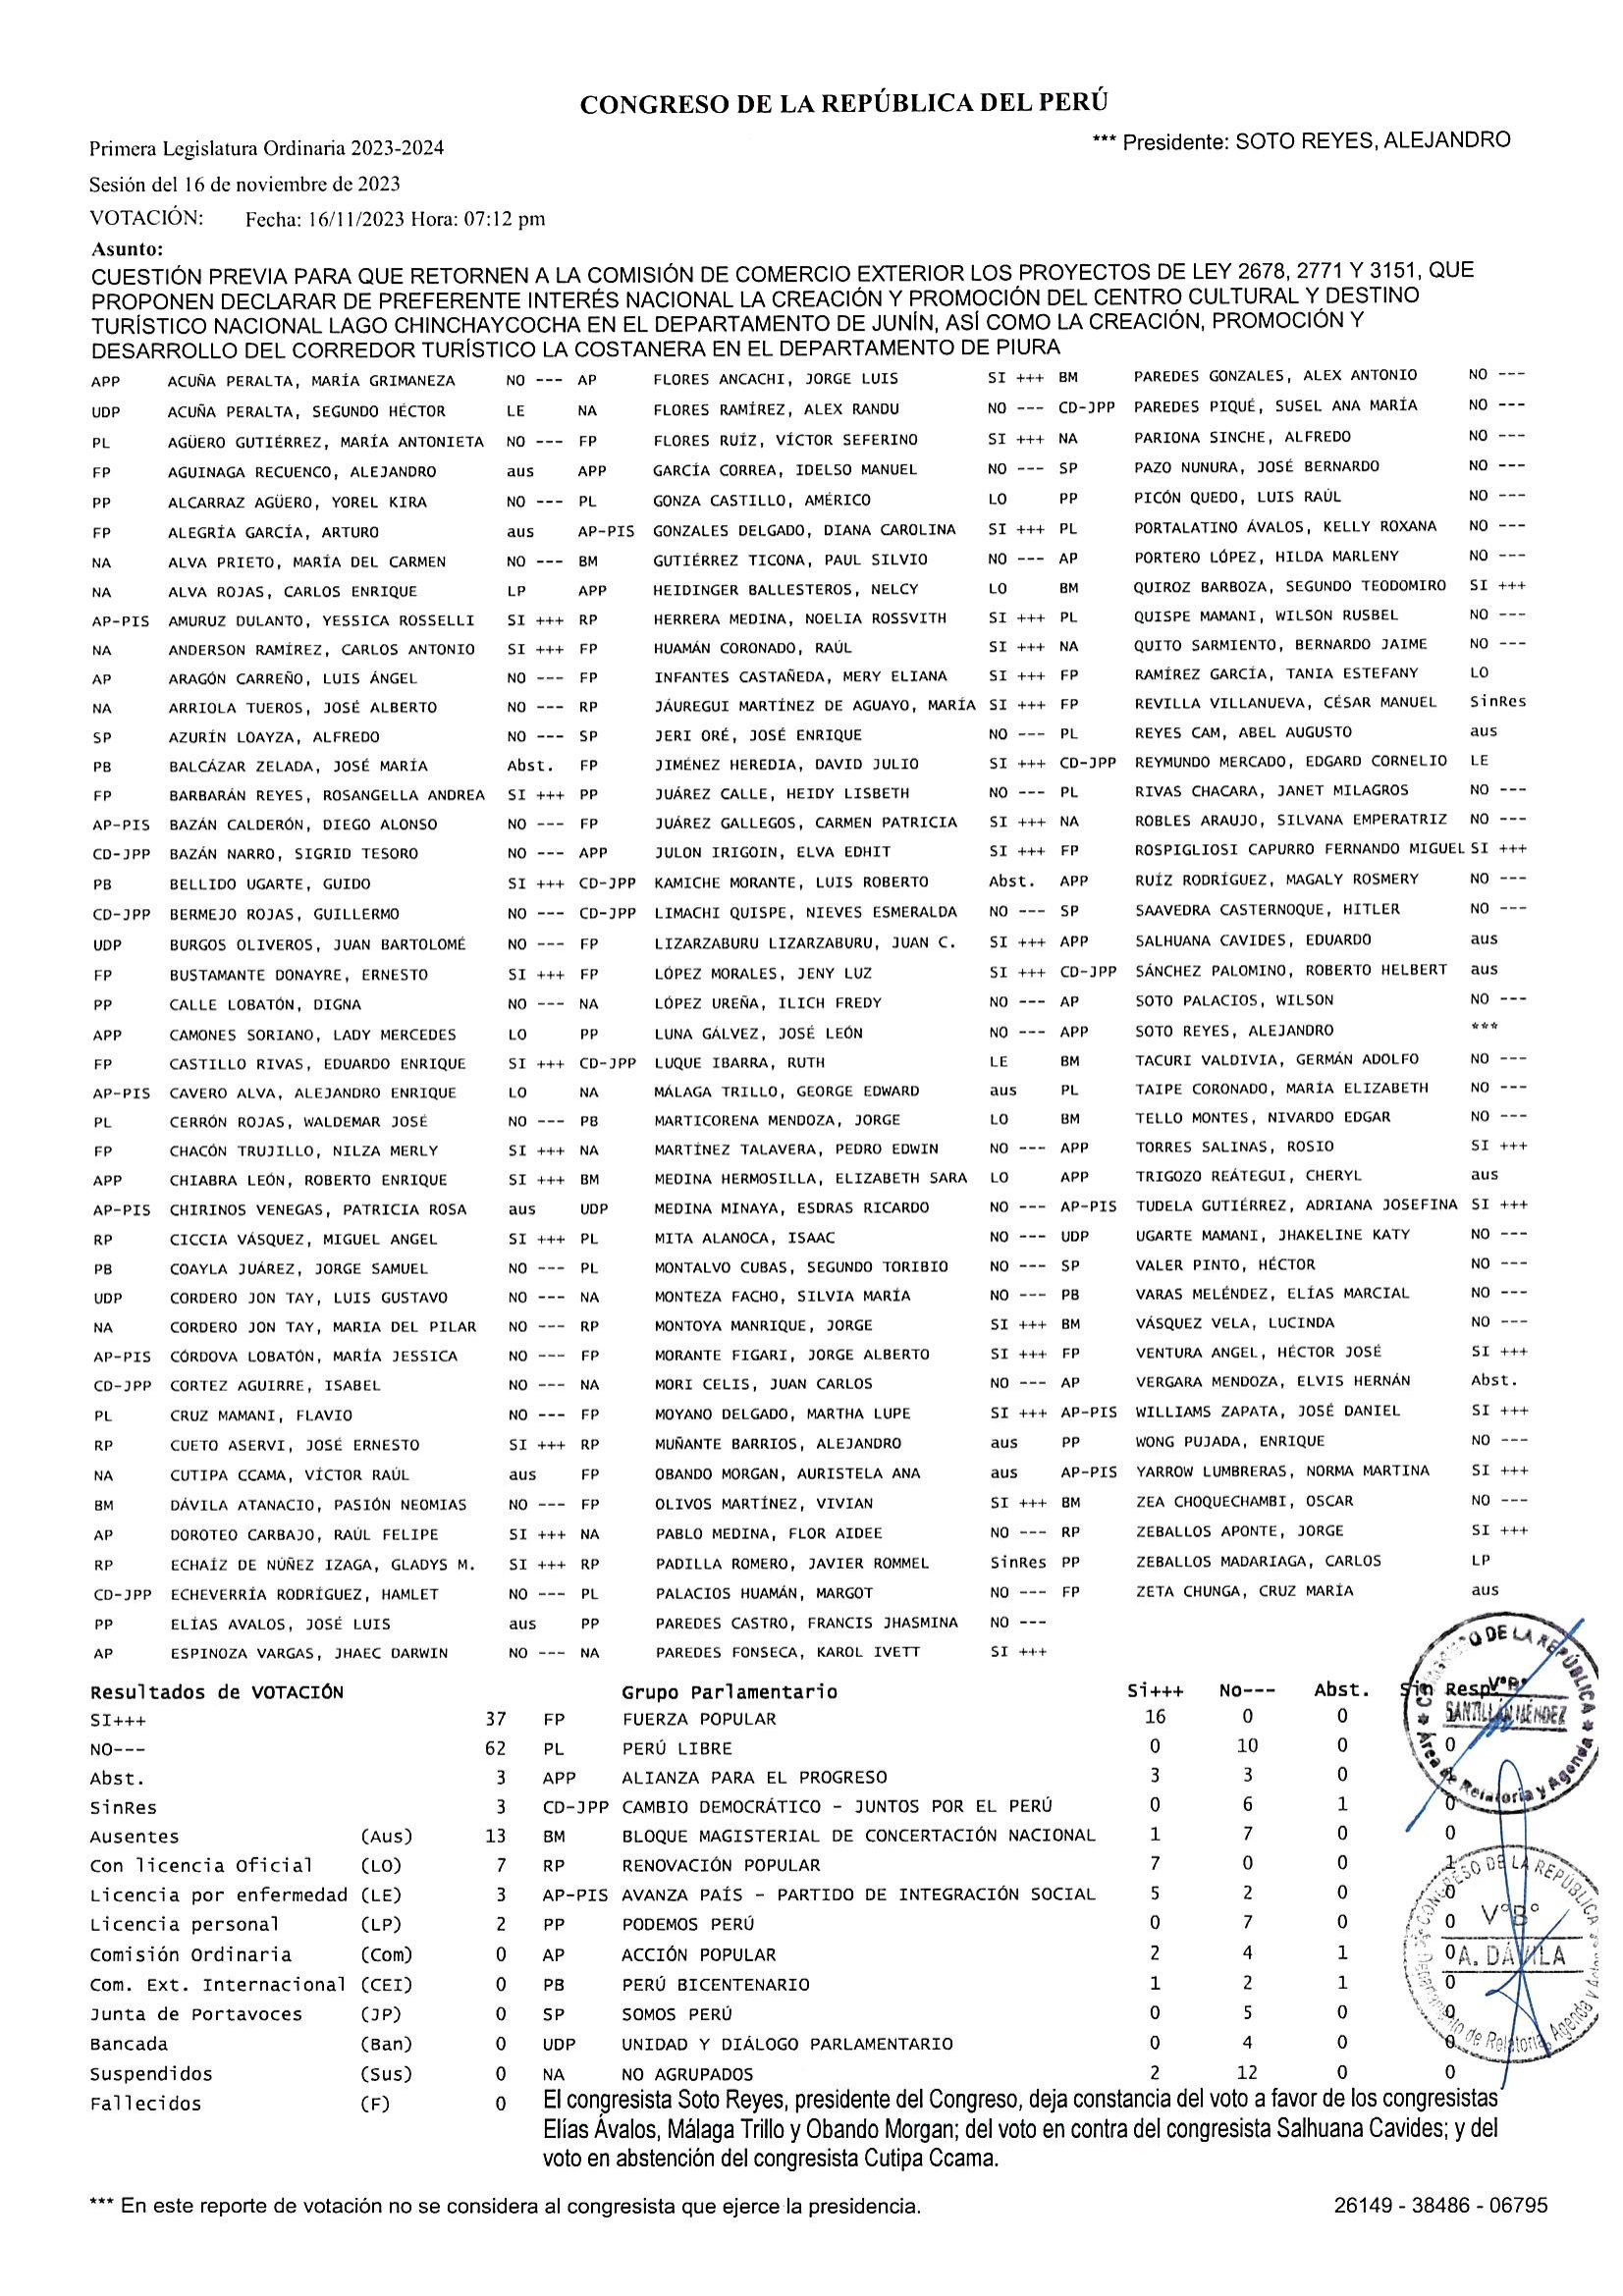 CONGRESO DE LA REPÚBLICA DEL PERÚ
Primera Legislatura Ordinaria 2023-2024 *** Presidente: SOTO REYES, ALEJANDRO
Sesión del 16 de noviembre de 2023
VOTACIÓN: Fecha: 16/11/2023 Hora: 07:12 pm
Asunto:
CUESTIÓN PREVIA PARA QUE RETORNEN A LA COMISIÓN DE COMERCIO EXTERIOR LOS PROYECTOS DE LEY 2678, 2771 Y 3151, QUE
PROPONEN DECLARAR DE PREFERENTE INTERÉS NACIONAL LA CREACIÓN Y PROMOCIÓN DEL CENTRO CULTURAL Y DESTINO
TURÍSTICO NACIONAL LAGO CHINCHAYCOCHA EN EL DEPARTAMENTO DE JUNÍN, ASÍ COMO LA CREACIÓN, PROMOCIÓN Y
DESARROLLO DEL CORREDOR TURÍSTICO LA COSTANERA EN EL DEPARTAMENTO DE PIURA
APP ACUÑA PERALTA, MARÍA GRIMANEZA NO --- AP FLORES ANCACHI, JORGE LUIS SI +++ BM PAREDES GONZALES, ALEX ANTONIO NO ---
UDP ACUÑA PERALTA, SEGUNDO HÉCTOR LE NA FLORES RAMÍREZ, ALEX RANDU NO --- CD-JPP PAREDES PIQUÉ, SUSEL ANA MARÍA NO ---
PL AGÜERO GUTIÉRREZ, MARÍA ANTONIETA NO --- FP FLORES RUÍZ, VÍCTOR SEFERINO SI +++ NA PARIONA SINCHE, ALFREDO NO ---
FP AGUINAGA RECUENCO, ALEJANDRO aus APP GARCÍA CORREA, IDELSO MANUEL NO --- SP PAZO NUNURA, JOSÉ BERNARDO NO ---
PP ALCARRAZ AGÜERO, YOREL KIRA NO --- PL GONZA CASTILLO, AMÉRICO LO PP PICÓN QUEDO, LUIS RAÚL NO ---
FP ALEGRÍA GARCÍA, ARTURO aus AP-PIS GONZALES DELGADO, DIANA CAROLINA SI +++ PL PORTALATINO ÁVALOS, KELLY ROXANA NO ---
NA ALVA PRIETO, MARÍA DEL CARMEN NO --- BM GUTIÉRREZ TICONA, PAUL SILVIO NO --- AP PORTERO LÓPEZ, HILDA MARLENY NO ---
NA ALVA ROJAS, CARLOS ENRIQUE LP APP HEIDINGER BALLESTEROS, NELCY LO BM QUIROZ BARBOZA, SEGUNDO TEODOMIRO SI +++
AP-PIS AMURUZ DULANTO, YESSICA ROSSELLI SI +++ RP HERRERA MEDINA, NOELIA ROSSVITH SI +++ PL QUISPE MAMANI, WILSON RUSBEL NO ---
NA ANDERSON RAMÍREZ, CARLOS ANTONIO SI +++ FP HUAMÁN CORONADO, RAÚL SI +++ NA QUITO SARMIENTO, BERNARDO JAIME NO ---
AP ARAGÓN CARREÑO, LUIS ÁNGEL NO --- FP INFANTES CASTAÑEDA, MERY ELIANA SI +++ FP RAMÍREZ GARCÍA, TANIA ESTEFANY LO
NA ARRIOLA TUEROS, JOSÉ ALBERTO NO --- RP JÁUREGUI MARTÍNEZ DE AGUAYO, MARÍA SI +++ FP REVILLA VILLANUEVA, CÉSAR MANUEL SinRes
SP AZURÍN LOAYZA, ALFREDO NO --- SP JERI ORÉ, JOSÉ ENRIQUE NO --- PL REYES CAM, ABEL AUGUSTO aus
PB BALCÁZAR ZELADA, JOSÉ MARÍA Abst. FP JIMÉNEZ HEREDIA, DAVID JULIO SI +++ CD-JPP REYMUNDO MERCADO, EDGARD CORNELIO LE
FP BARBARÁN REYES, ROSANGELLA ANDREA SI +++ PP JUÁREZ CALLE, HEIDY LISBETH NO --- PL RIVAS CHACARA, JANET MILAGROS NO ---
AP-PIS BAZÁN CALDERÓN, DIEGO ALONSO NO --- FP JUÁREZ GALLEGOS, CARMEN PATRICIA SI +++ NA ROBLES ARAUJO, SILVANA EMPERATRIZ NO ---
CD-JPP BAZÁN NARRO, SIGRID TESORO NO --- APP JULON IRIGOIN, ELVA EDHIT SI +++ FP ROSPIGLIOSI CAPURRO FERNANDO MIGUEL SI +++
PB BELLIDO UGARTE, GUIDO SI +++ CD-JPP KAMICHE MORANTE, LUIS ROBERTO Abst. APP RUÍZ RODRÍGUEZ, MAGALY ROSMERY NO ---
CD-JPP BERMEJO ROJAS, GUILLERMO NO --- CD-JPP LIMACHI QUISPE, NIEVES ESMERALDA NO --- SP SAAVEDRA CASTERNOQUE, HITLER NO ---
UDP BURGOS OLIVEROS, JUAN BARTOLOMÉ NO --- FP LIZARZABURU LIZARZABURU, JUAN C. SI +++ APP SALHUANA CAVIDES, EDUARDO aus
FP BUSTAMANTE DONAYRE, ERNESTO SI +++ FP LÓPEZ MORALES, JENY LUZ SI +++ CD-JPP SÁNCHEZ PALOMINO, ROBERTO HELBERT aus
PP CALLE LOBATÓN, DIGNA NO --- NA LÓPEZ UREÑA, ILICH FREDY NO --- AP SOTO PALACIOS, WILSON NO ---
APP CAMONES SORIANO, LADY MERCEDES LO PP LUNA GÁLVEZ, JOSÉ LEÓN NO --- APP SOTO REYES, ALEJANDRO ***
FP CASTILLO RIVAS, EDUARDO ENRIQUE SI +++ CD-JPP LUQUE IBARRA, RUTH LE BM TACURI VALDIVIA, GERMÁN ADOLFO NO ---
AP-PIS CAVERO ALVA, ALEJANDRO ENRIQUE LO NA MÁLAGA TRILLO, GEORGE EDWARD aus PL TAIPE CORONADO, MARÍA ELIZABETH NO ---
PL CERRÓN ROJAS, WALDEMAR JOSÉ NO --- PB MARTICORENA MENDOZA, JORGE LO BM TELLO MONTES, NIVARDO EDGAR NO ---
FP CHACÓN TRUJILLO, NILZA MERLY SI +++ NA MARTÍNEZ TALAVERA, PEDRO EDWIN NO --- APP TORRES SALINAS, ROSIO SI +++
APP CHIABRA LEÓN, ROBERTO ENRIQUE SI +++ BM MEDINA HERMOSILLA, ELIZABETH SARA LO APP TRIGOZO REÁTEGUI, CHERYL aus
AP-PIS CHIRINOS VENEGAS, PATRICIA ROSA aus UDP MEDINA MINAYA, ESDRAS RICARDO NO --- AP-PIS TUDELA GUTIÉRREZ, ADRIANA JOSEFINA SI +++
RP CICCIA VÁSQUEZ, MIGUEL ANGEL SI +++ PL MITA ALANOCA, ISAAC NO --- UDP UGARTE MAMANI, JHAKELINE KATY NO ---
PB COAYLA JUÁREZ, JORGE SAMUEL NO --- PL MONTALVO CUBAS, SEGUNDO TORIBIO NO --- SP VALER PINTO, HÉCTOR NO ---
UDP CORDERO JON TAY, LUIS GUSTAVO NO --- NA MONTEZA FACHO, SILVIA MARÍA NO --- PB VARAS MELÉNDEZ, ELÍAS MARCIAL NO ---
NA CORDERO JON TAY, MARIA DEL PILAR NO --- RP MONTOYA MANRIQUE, JORGE SI +++ BM VÁSQUEZ VELA, LUCINDA NO ---
AP-PIS CÓRDOVA LOBATÓN, MARÍA JESSICA NO --- FP MORANTE FIGARI, JORGE ALBERTO SI +++ FP VENTURA ANGEL, HÉCTOR JOSÉ SI +++
CD-JPP CORTEZ AGUIRRE, ISABEL NO --- NA MORI CELIS, JUAN CARLOS NO --- AP VERGARA MENDOZA, ELVIS HERNÁN Abst.
PL CRUZ MAMANI, FLAVIO NO --- FP MOYANO DELGADO, MARTHA LUPE SI +++ AP-PIS WILLIAMS ZAPATA, JOSÉ DANIEL SI +++
RP CUETO ASERVI, JOSÉ ERNESTO SI +++ RP MUÑANTE BARRIOS, ALEJANDRO aus PP WONG PUJADA, ENRIQUE NO ---
NA CUTIPA CCAMA, VÍCTOR RAÚL aus FP OBANDO MORGAN, AURISTELA ANA aus AP-PIS YARROW LUMBRERAS, NORMA MARTINA SI +++
BM DÁVILA ATANACIO, PASIÓN NEOMIAS NO --- FP OLIVOS MARTÍNEZ, VIVIAN SI +++ BM ZEA CHOQUECHAMBI, OSCAR NO ---
AP DOROTEO CARBAJO, RAÚL FELIPE SI +++ NA PABLO MEDINA, FLOR AIDEE NO --- RP ZEBALLOS APONTE, JORGE SI +++
RP ECHAÍZ DE NÚÑEZ IZAGA, GLADYS M. SI +++ RP PADILLA ROMERO, JAVIER ROMMEL SinRes PP ZEBALLOS MADARIAGA, CARLOS LP
CD-JPP ECHEVERRÍA RODRÍGUEZ, HAMLET NO --- PL PALACIOS HUAMÁN, MARGOT NO --- FP ZETA CHUNGA, CRUZ MARÍA aus
PP ELÍAS AVALOS, JOSÉ LUIS aus PP PAREDES CASTRO, FRANCIS JHASMINA NO ---
AP ESPINOZA VARGAS, JHAEC DARWIN NO --- NA PAREDES FONSECA, KAROL IVETT SI +++
Resultados de VOTACIÓN Grupo Parlamentario Si+++ No--- Abst. Sin Resp.
SI+++ 37 FP FUERZA POPULAR 16 0 0
NO--- 62 PL PERÚ LIBRE 0 10 0 0
Abst. 3 APP ALIANZA PARA EL PROGRESO 3 3 0
SinRes 3 CD-JPP CAMBIO DEMOCRÁTICO - JUNTOS POR EL PERÚ 0 6 1 0
Ausentes (Aus) 13 BM BLOQUE MAGISTERIAL DE CONCERTACIÓN NACIONAL 1 7 0 0
Con licencia Oficial (LO) 7 RP RENOVACIÓN POPULAR 7 0 0 1
Licencia por enfermedad (LE) 3 AP-PIS AVANZA PAÍS - PARTIDO DE INTEGRACIÓN SOCIAL 5 2 0 0
Licencia personal (LP) 2 PP PODEMOS PERÚ 0 7 0 0
Comisión Ordinaria (Com) 0 AP ACCIÓN POPULAR 2 4 1 0
Com. Ext. Internacional (CEI) 0 PB PERÚ BICENTENARIO 1 2 1 0
Junta de Portavoces (JP) 0 SP SOMOS PERÚ 0 5 0 0
Bancada (Ban) 0 UDP UNIDAD Y DIÁLOGO PARLAMENTARIO 0 4 0 0
Suspendidos (Sus) 0 NA NO AGRUPADOS 2 12 0 0
Fallecidos (F) 0
El congresista Soto Reyes, presidente del Congreso, deja constancia del voto a favor de los congresistas
Elías Ávalos, Málaga Trillo y Obando Morgan; del voto en contra del congresista Salhuana Cavides; y del
voto en abstención del congresista Cutipa Ccama.
*** En este reporte de votación no se considera al congresista que ejerce la presidencia. 26149 - 38486 - 06795
CONGRESO DE LA REPÚBLICA
V°B°
SANTILLÁN MÉNDEZ
Área de Relatoría y Agenda
CONGRESO DE LA REPÚBLICA
V°B°
A. DÁVILA
Departamento de Relatoría, Agenda y